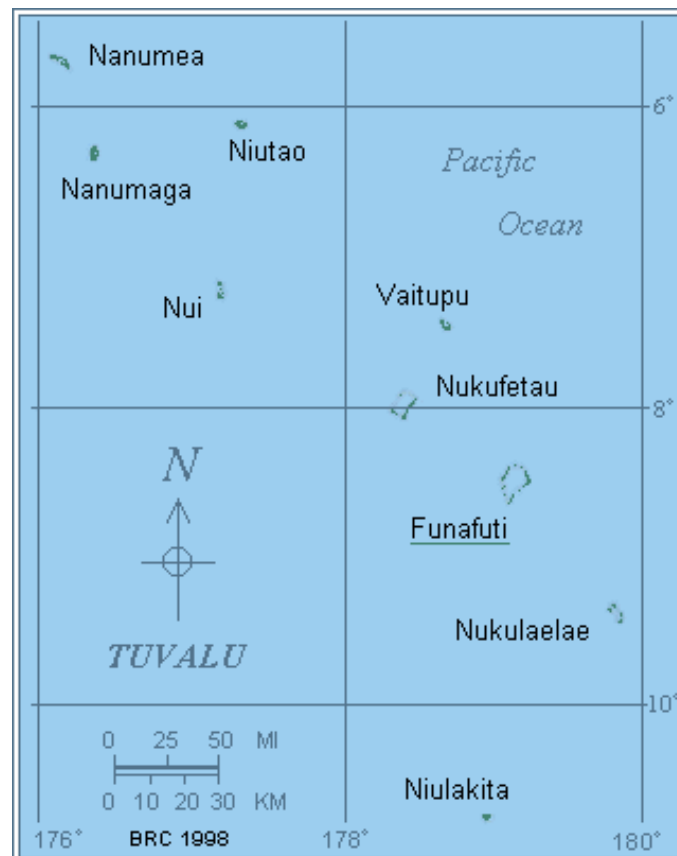 Nanumea
6°
Niutao
Nanumaga
Pacific
Ocean
Nui
Vaitupu
Nukufetau
8°
N
Funafuti
Nukulaelae
TUVALU
10°
0 25 50 MI
0 10 20 30 KM
Niulakita
176° BRC 1998 178° 180°